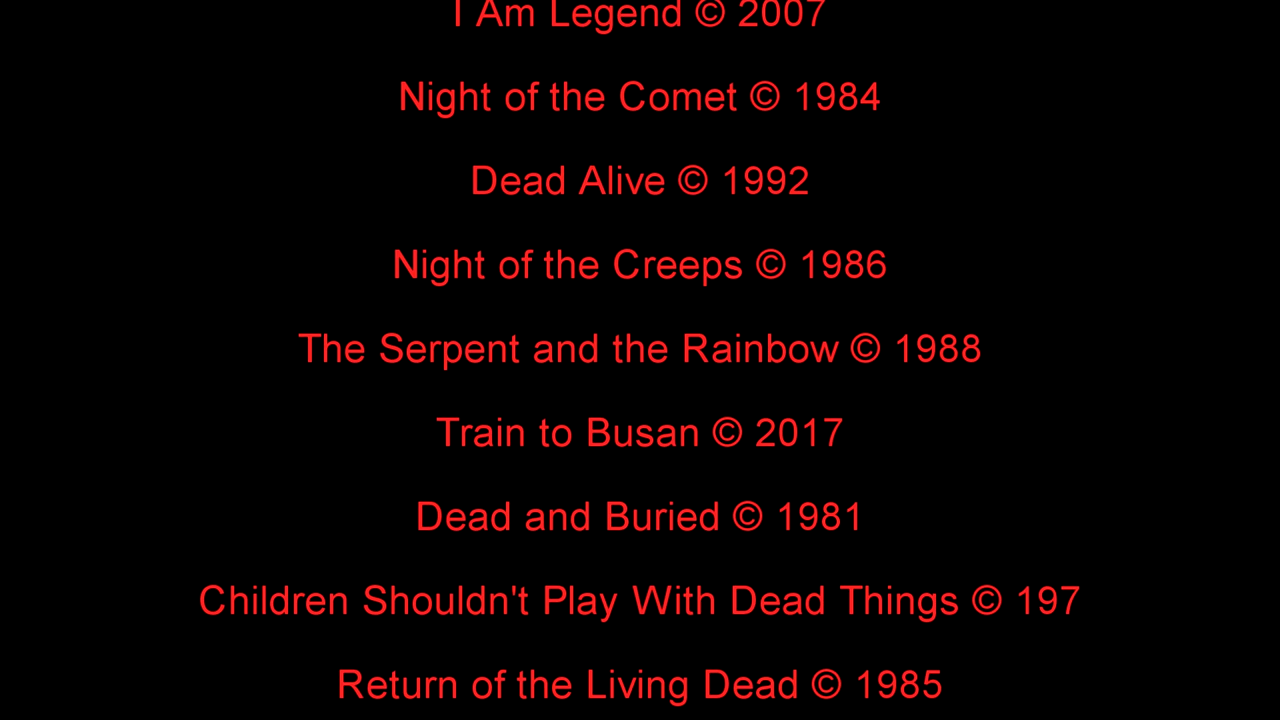 I Am Legend © 2007
Night of the Comet © 1984
Dead Alive © 1992
Night of the Creeps © 1986
The Serpent and the Rainbow © 1988
Train to Busan © 2017
Dead and Buried © 1981
Children Shouldn't Play With Dead Things © 197
Return of the Living Dead © 1985